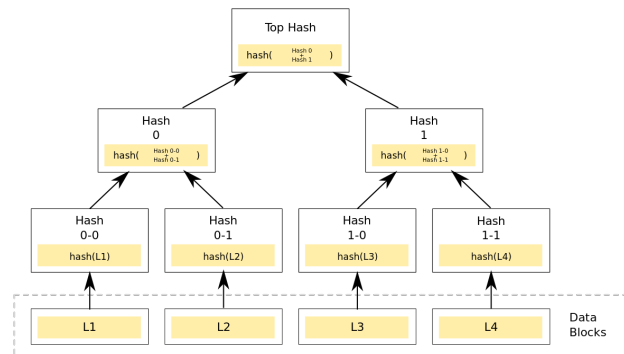 Top Hash
hash( Hash 0 + Hash 1 )
Hash
0
hash( Hash 0-0 + Hash 0-1 )
Hash
1
hash( Hash 1-0 + Hash 1-1 )
Hash
0-0
hash(L1)
Hash
0-1
hash(L2)
Hash
1-0
hash(L3)
Hash
1-1
hash(L4)
L1
L2
L3
L4
Data
Blocks